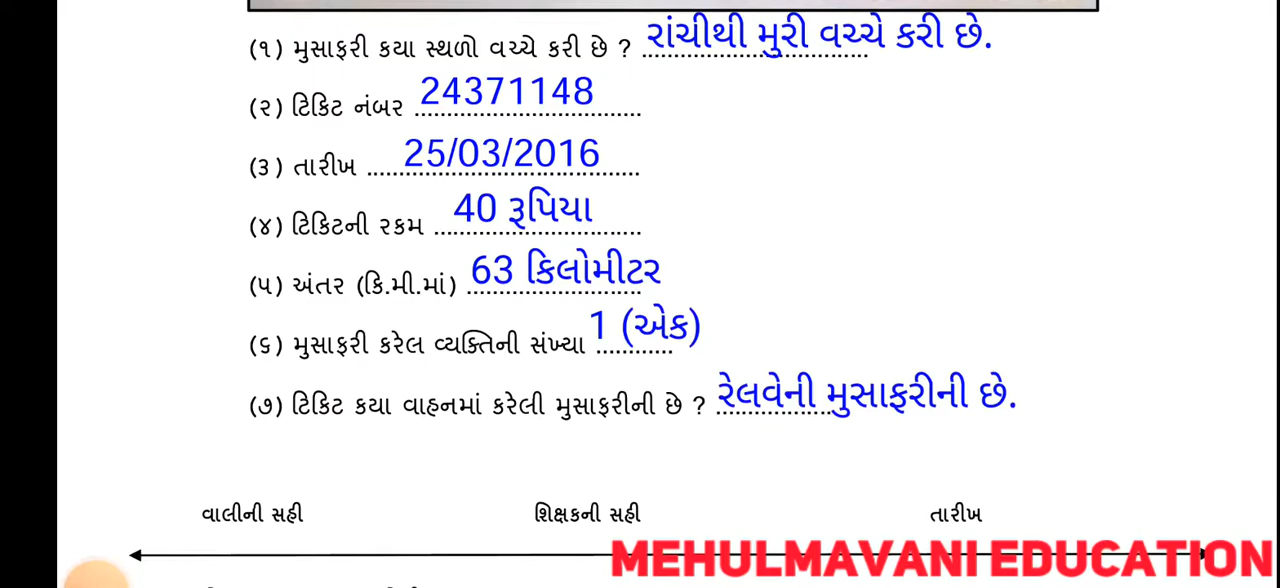 (૧) મુસાફરી કયા સ્થળો વચ્ચે કરી છે ? રાંચીથી મુરી વચ્ચે કરી છે.
(૨) ટિકિટ નંબર 24371148
(૩) તારીખ 25/03/2016
(૪) ટિકિટની રકમ 40 રૂપિયા
(૫) અંતર (કિ.મી.માં) 63 કિલોમીટર
(૬) મુસાફરી કરેલ વ્યક્તિની સંખ્યા 1 (એક)
(૭) ટિકિટ કયા વાહનમાં કરેલી મુસાફરીની છે ? રેલવેની મુસાફરીની છે.
વાલીની સહી શિક્ષકની સહી તારીખ
MEHULMAVANI EDUCATION